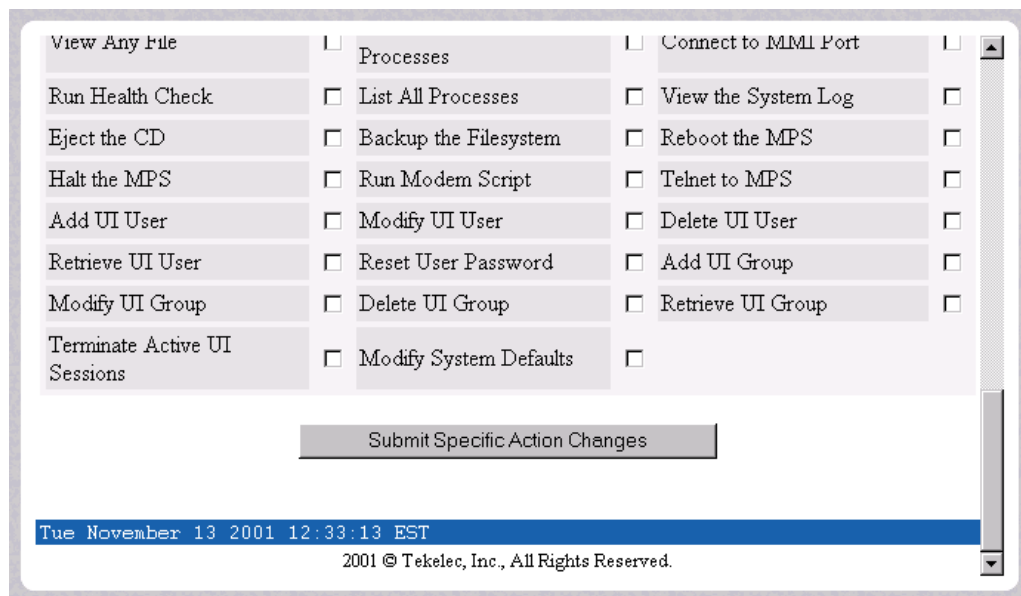 View Any File
Processes
Connect to MMI Port
Run Health Check
List All Processes
View the System Log
Eject the CD
Backup the Filesystem
Reboot the MPS
Halt the MPS
Run Modem Script
Telnet to MPS
Add UI User
Modify UI User
Delete UI User
Retrieve UI User
Reset User Password
Add UI Group
Modify UI Group
Delete UI Group
Retrieve UI Group
Terminate Active UI
Sessions
Modify System Defaults
Submit Specific Action Changes
Tue November 13 2001 12:33:13 EST
2001 © Tekelec, Inc., All Rights Reserved.